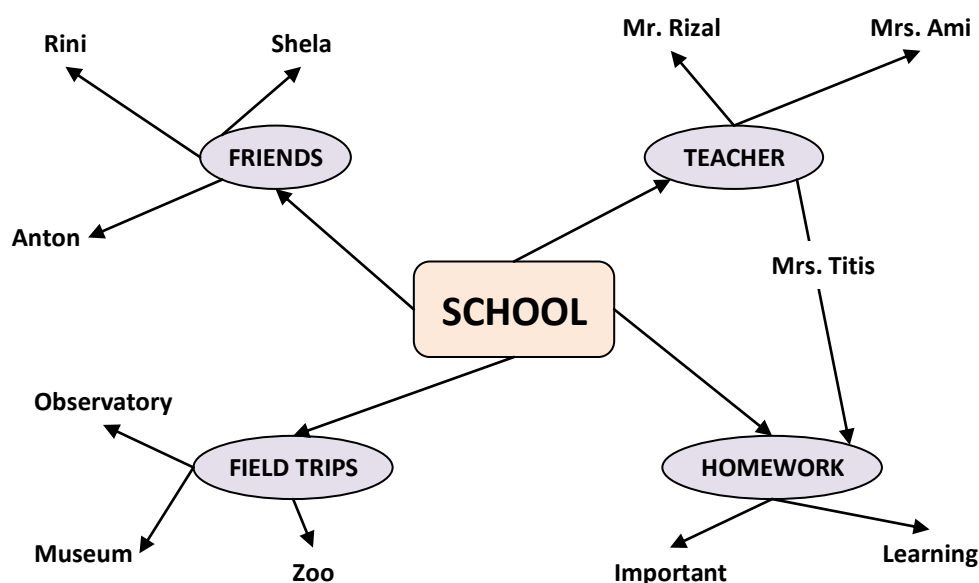 Rini
Shela
Mr. Rizal
Mrs. Ami
FRIENDS
TEACHER
Anton
Mrs. Titis
SCHOOL
Observatory
FIELD TRIPS
HOMEWORK
Museum
Zoo
Important
Learning